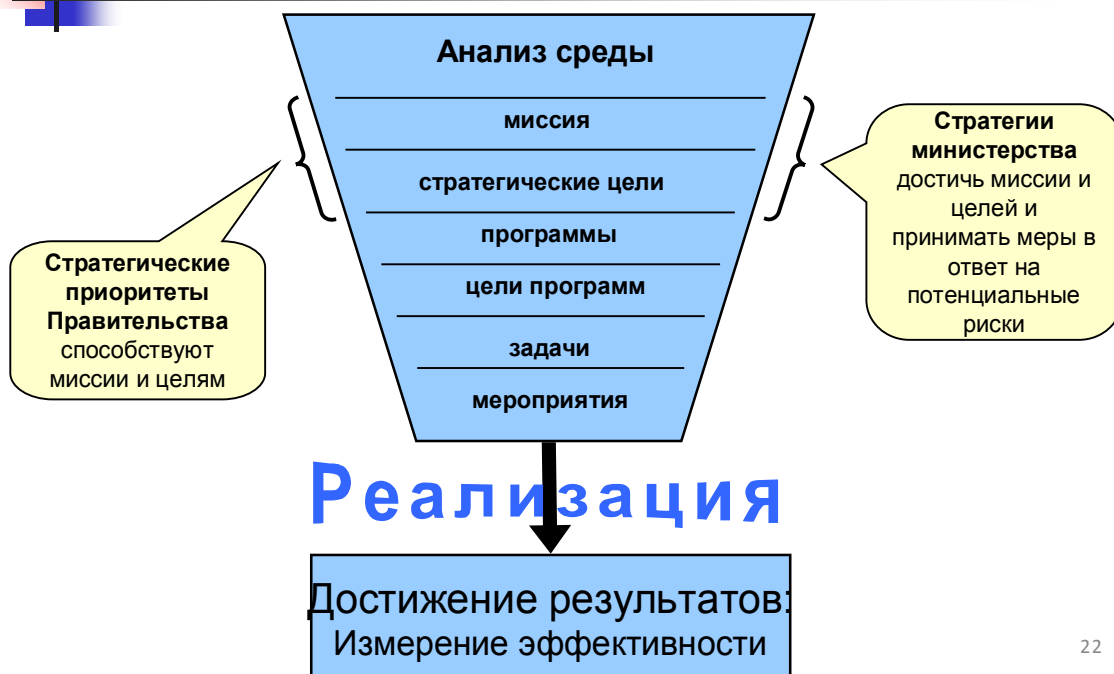 Анализ среды
миссия
стратегические цели
программы
цели программ
задачи
мероприятия
Стратегические
приоритеты
Правительства
способствуют
миссии и целям
Стратегии
министерства
достичь миссии и
целей и
принимать меры в
ответ на
потенциальные
риски
Реализация
Достижение результатов:
Измерение эффективности
22